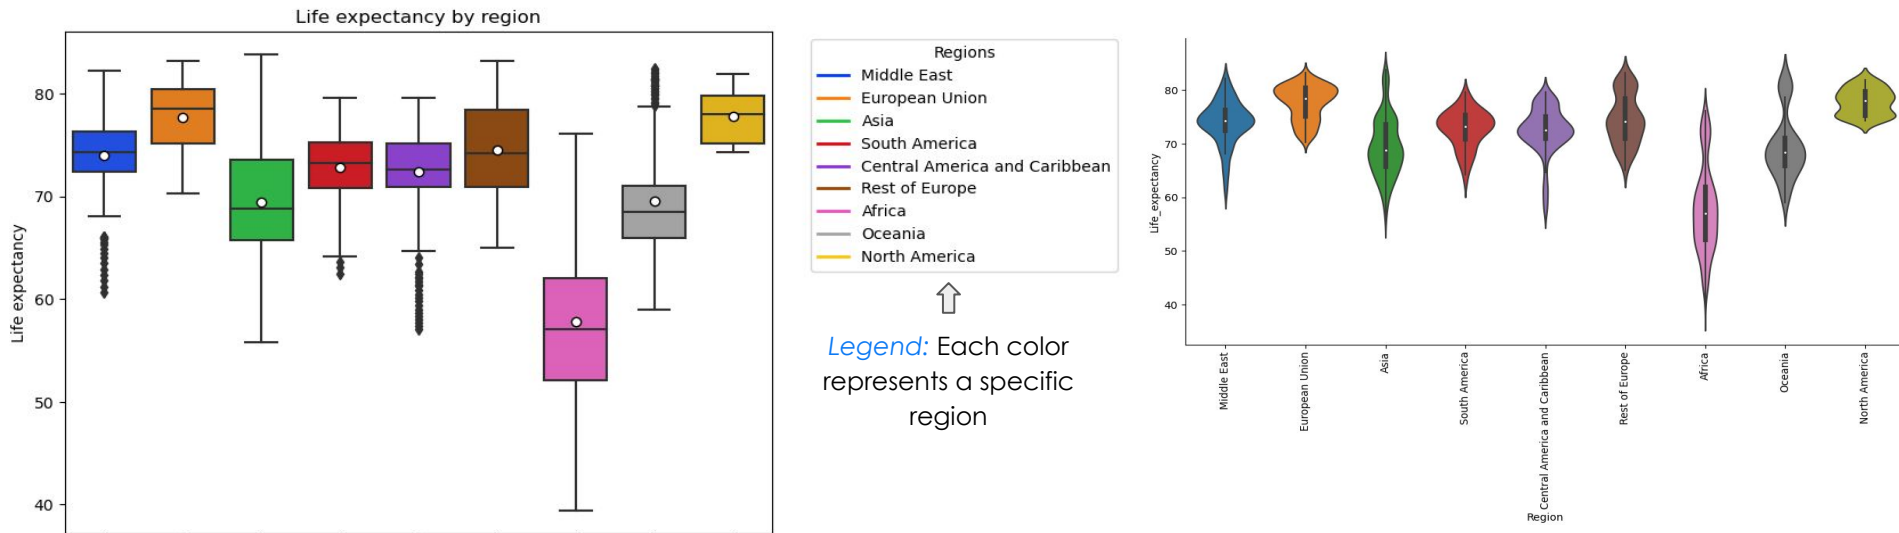 Life expectancy by region
Life expectancy
80
70
60
50
40
Regions
Middle East
European Union
Asia
South America
Central America and Caribbean
Rest of Europe
Africa
Oceania
North America
Legend: Each color
represents a specific
region
Life_expectancy
80
70
60
50
40
Middle East
European Union
Asia
South America
Central America and Caribbean
Rest of Europe
Africa
Oceania
North America
Region